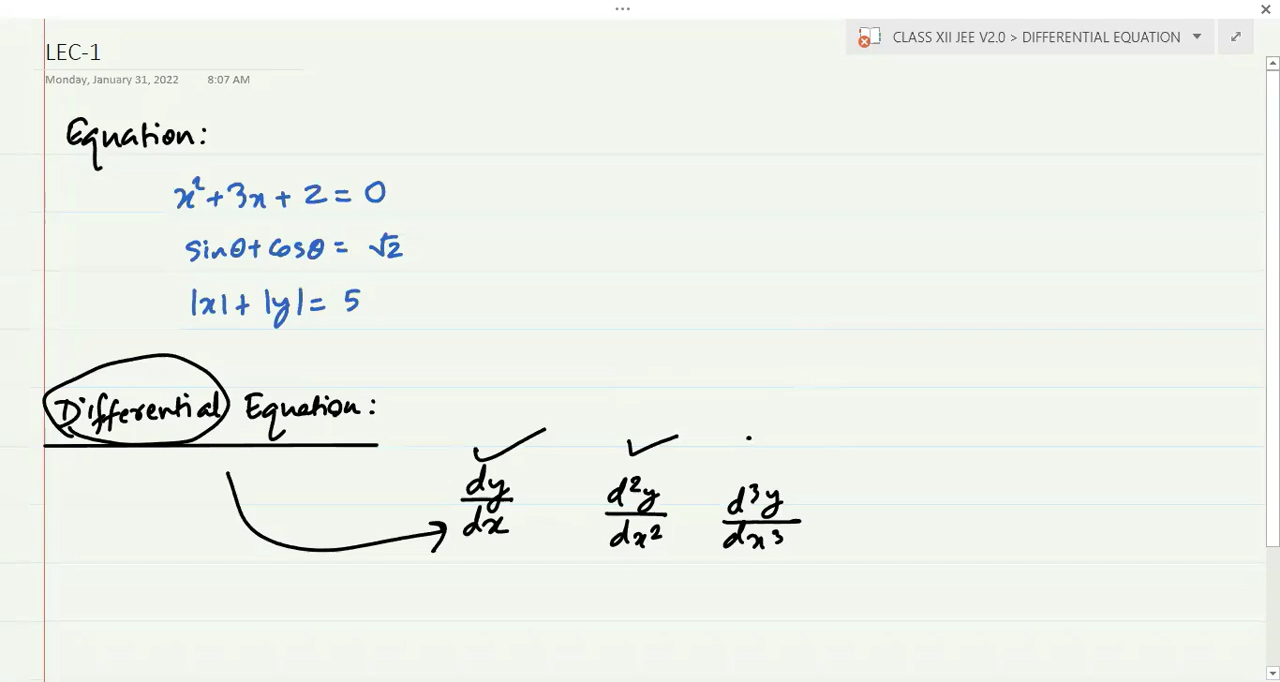 CLASS XII JEE V2.0 > DIFFERENTIAL EQUATION
LEC-1
Monday, January 31, 2022 8:07 AM
Equation:
x²+3x+2=0
sinθ+cosθ= √2
|x|+|y|= 5
Differential Equation:
dy/dx d²y/dx² d³y/dx³